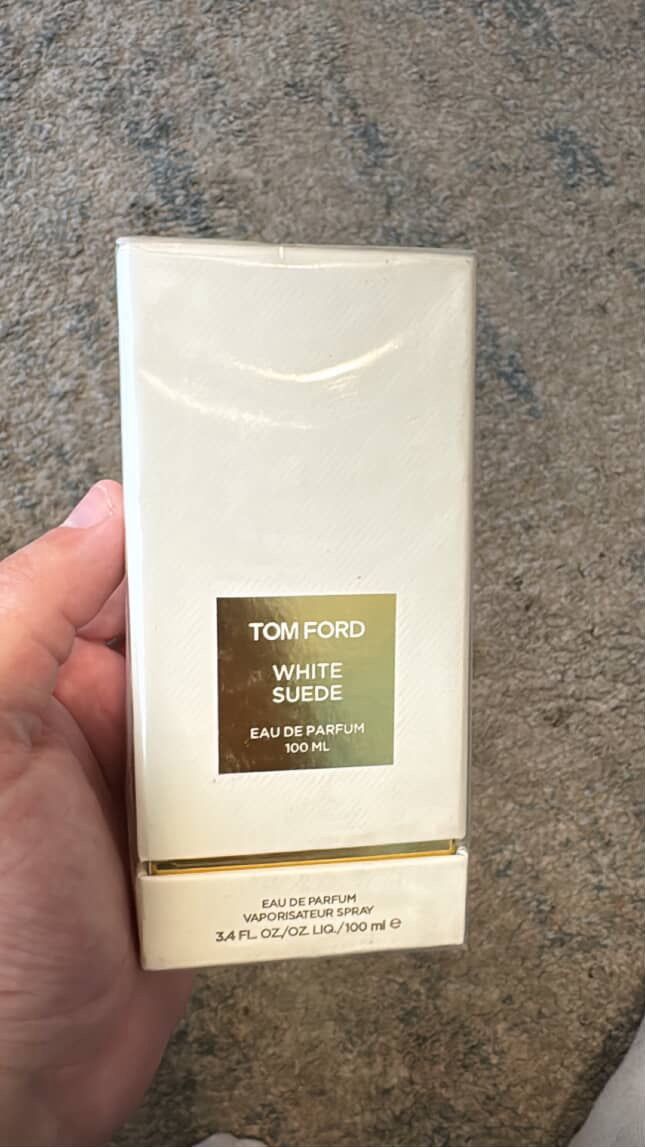 TOM FORD
WHITE
SUEDE
EAU DE PARFUM
100 ML
EAU DE PARFUM
VAPORISATEUR SPRAY
3.4 FL. OZ./OZ. LIQ./100 ml ℮